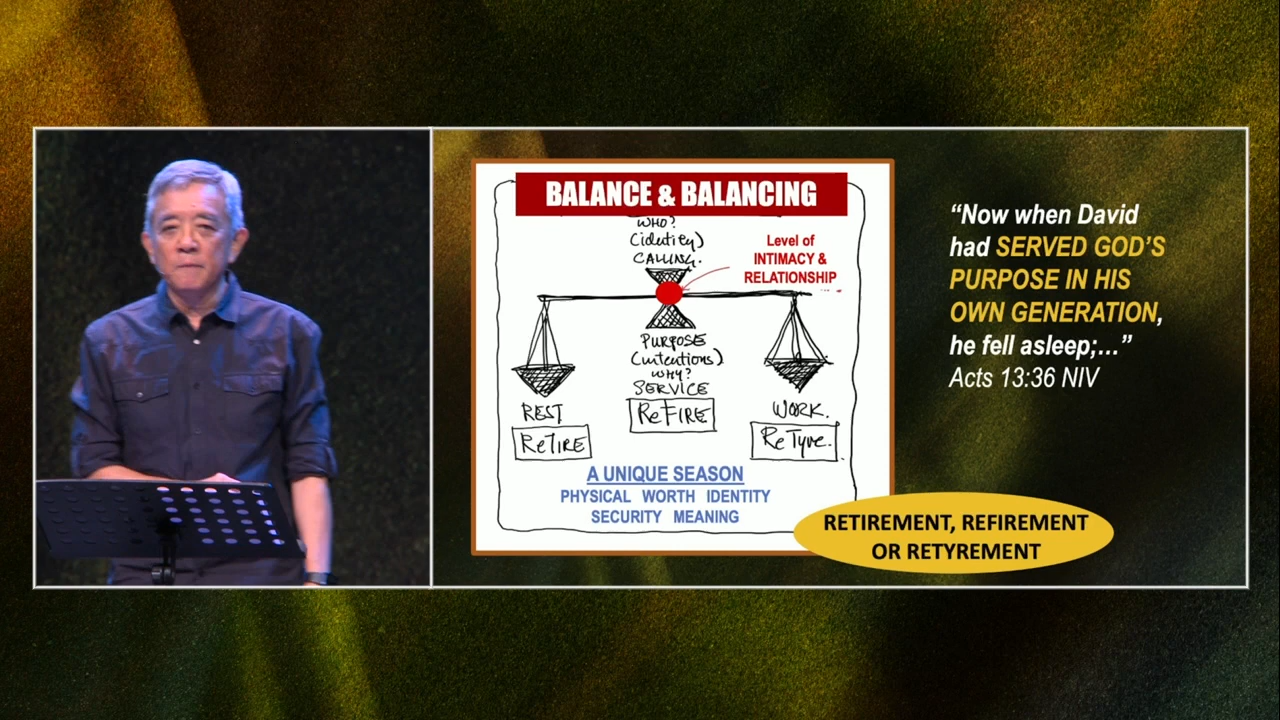 BALANCE & BALANCING
WHO?
(identity)
CALLING.
Level of
INTIMACY &
RELATIONSHIP
PURPOSE
(intentions)
WHY?
SERVICE
ReFIRE
REST
ReTIRE
WORK.
ReTyre.
A UNIQUE SEASON
PHYSICAL WORTH IDENTITY
SECURITY MEANING
RETIREMENT, REFIREMENT
OR RETYREMENT
“Now when David
had SERVED GOD’S
PURPOSE IN HIS
OWN GENERATION,
he fell asleep;...”
Acts 13:36 NIV